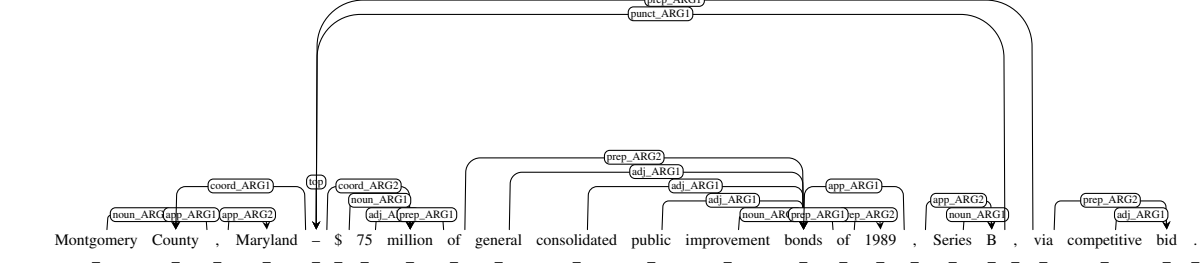 prep_ARG1
punct_ARG1
prep_ARG2
adj_ARG1
coord_ARG1 top coord_ARG2 adj_ARG1 app_ARG1
noun_ARG1 adj_ARG1 app_ARG2 prep_ARG2
app_ARG1 app_ARG2 prep_ARG1 prep_ARG1 noun_ARG1 adj_ARG1
Montgomery County , Maryland – $ 75 million of general consolidated public improvement bonds of 1989 , Series B , via competitive bid .